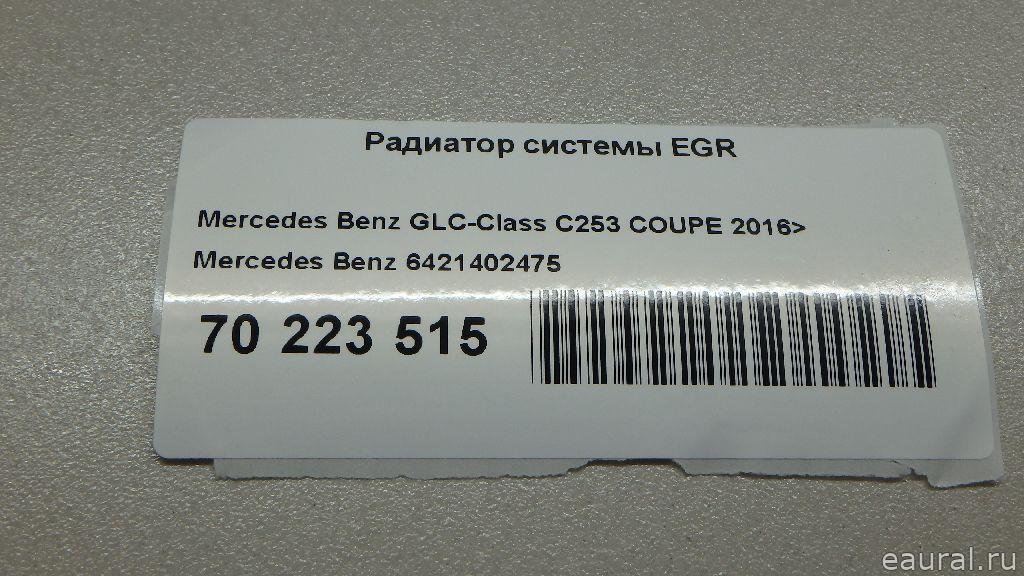 Радиатор системы EGR
Mercedes Benz GLC-Class C253 COUPE 2016>
Mercedes Benz 6421402475
70 223 515
eaural.ru